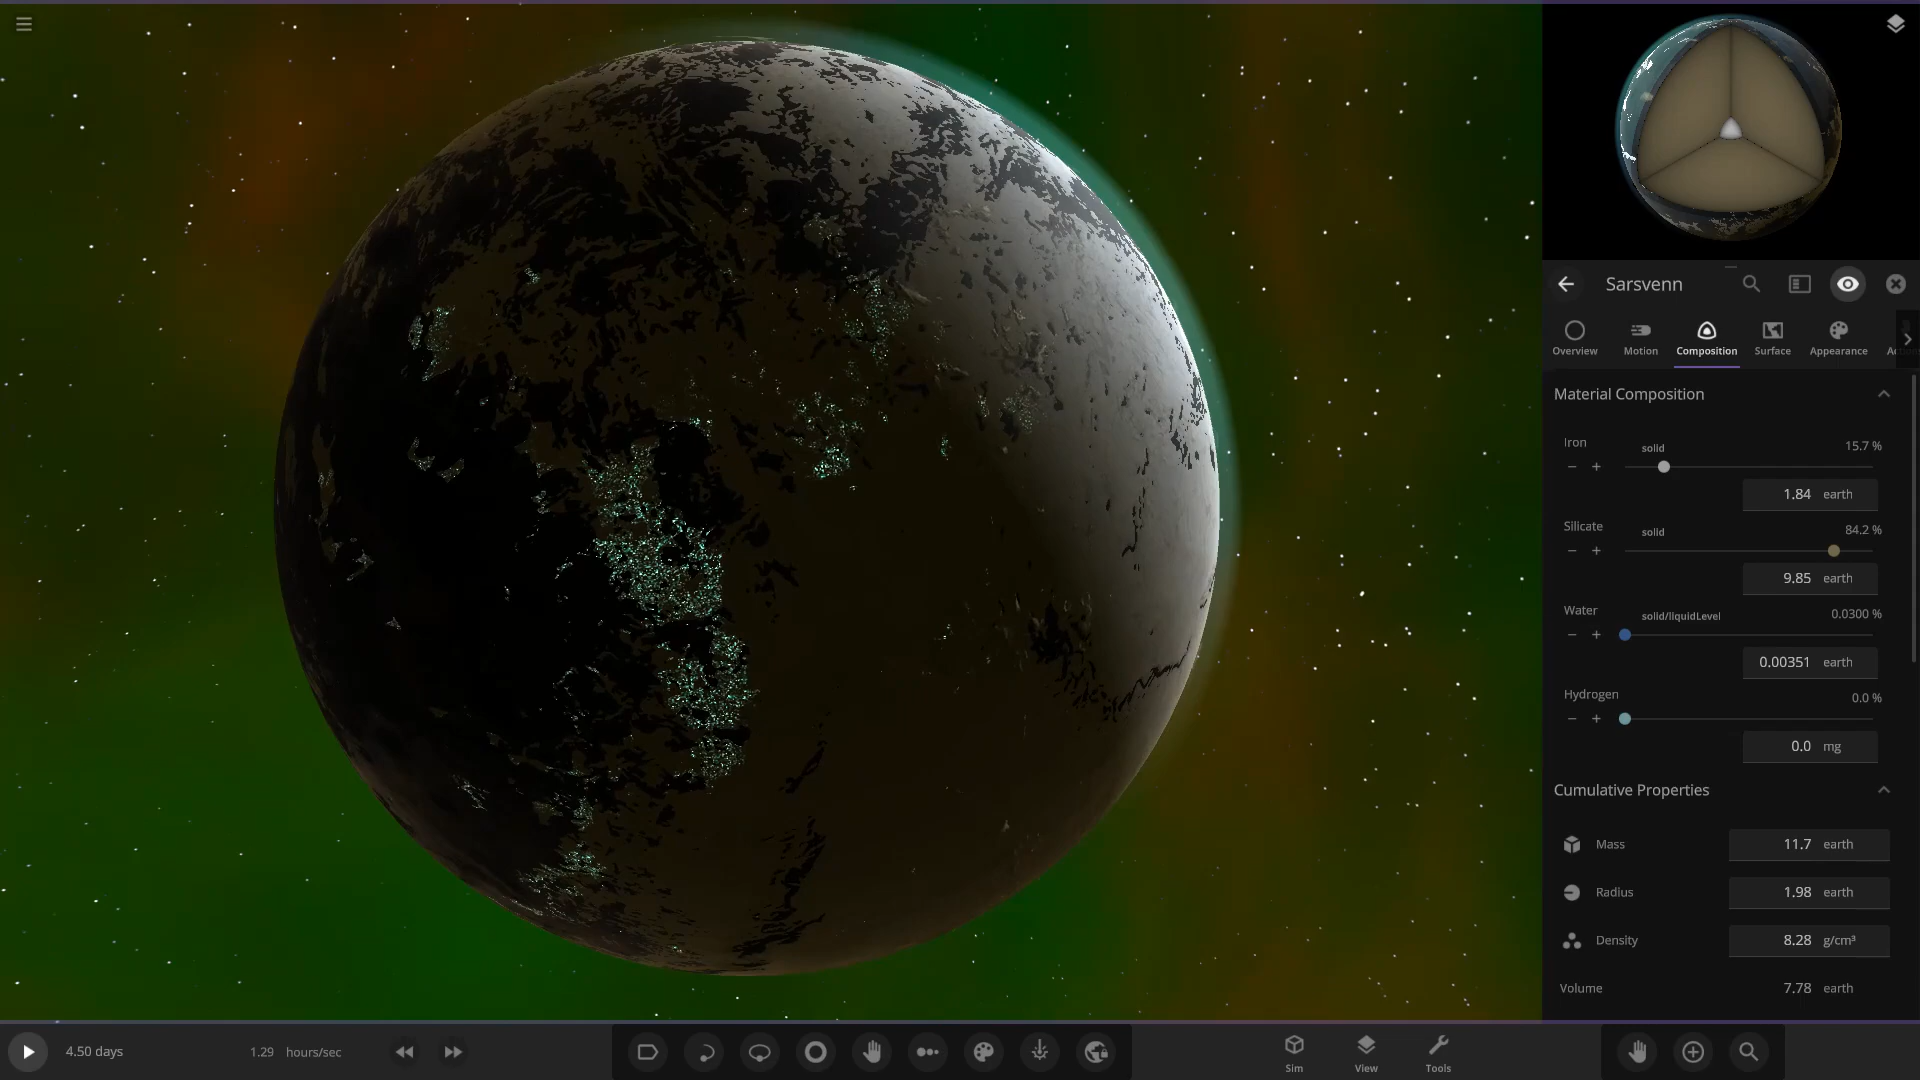 Sarsvenn
Overview
Motion
Composition
Surface
Appearance
Material Composition
Iron
solid
15.7 %
1.84 earth
Silicate
solid
84.2 %
9.85 earth
Water
solid/liquidLevel
0.0300 %
0.00351 earth
Hydrogen
0.0 %
0.0 mg
Cumulative Properties
Mass
11.7 earth
Radius
1.98 earth
Density
8.28 g/cm³
Volume
7.78 earth
4.50 days
1.29 hours/sec
Sim
View
Tools